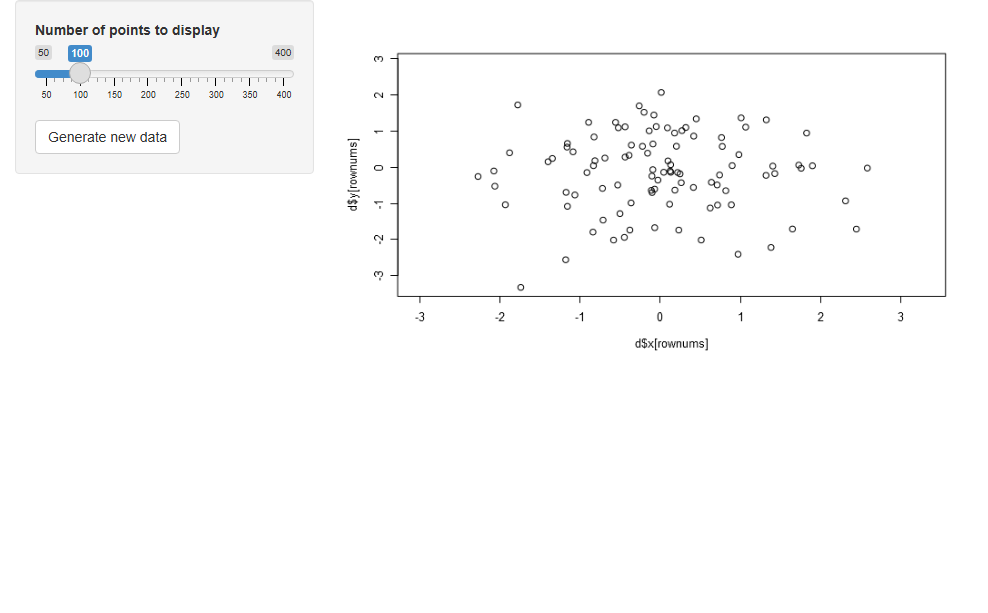 Number of points to display
50 100 400
50 100 150 200 250 300 350 400
Generate new data
d$y[rownums]
3
2
1
0
-1
-2
-3
-3 -2 -1 0 1 2 3
d$x[rownums]